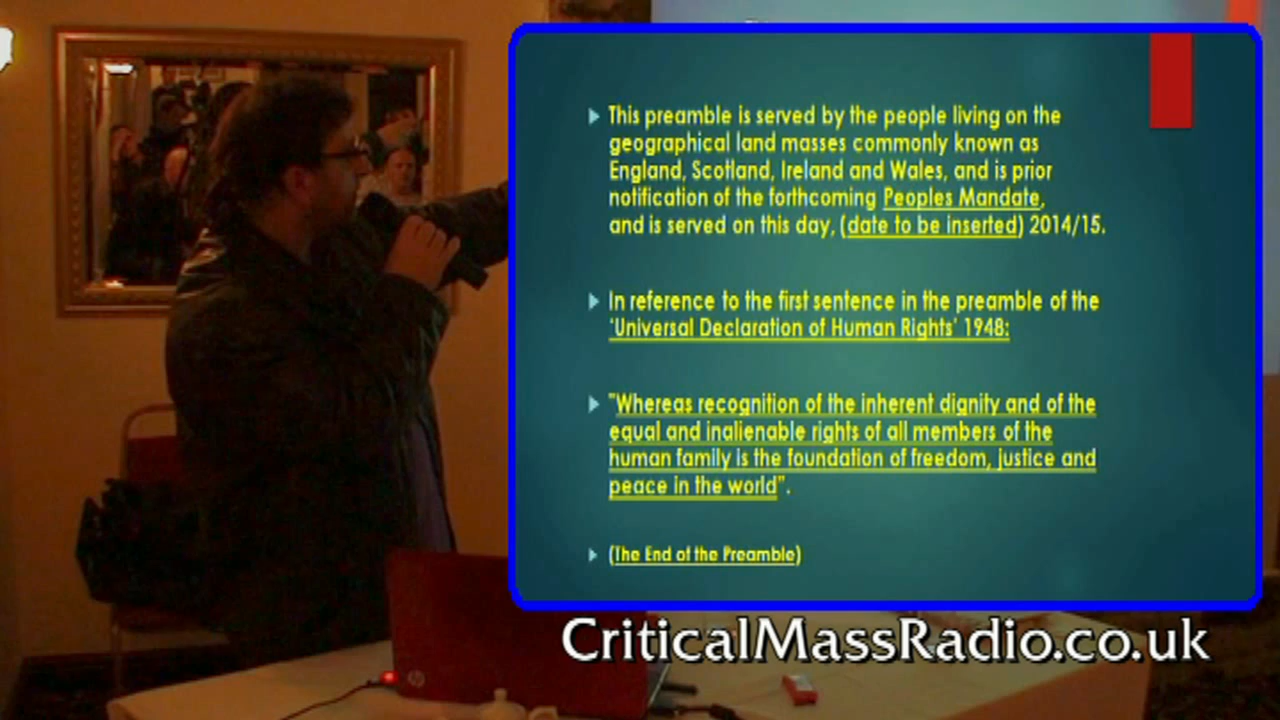 This preamble is served by the people living on the
geographical land masses commonly known as
England, Scotland, Ireland and Wales, and is prior
notification of the forthcoming Peoples Mandate,
and is served on this day, (date to be inserted) 2014/15.
In reference to the first sentence in the preamble of the
'Universal Declaration of Human Rights' 1948:
"Whereas recognition of the inherent dignity and of the
equal and inalienable rights of all members of the
human family is the foundation of freedom, justice and
peace in the world".
(The End of the Preamble)
hp
CriticalMassRadio.co.uk